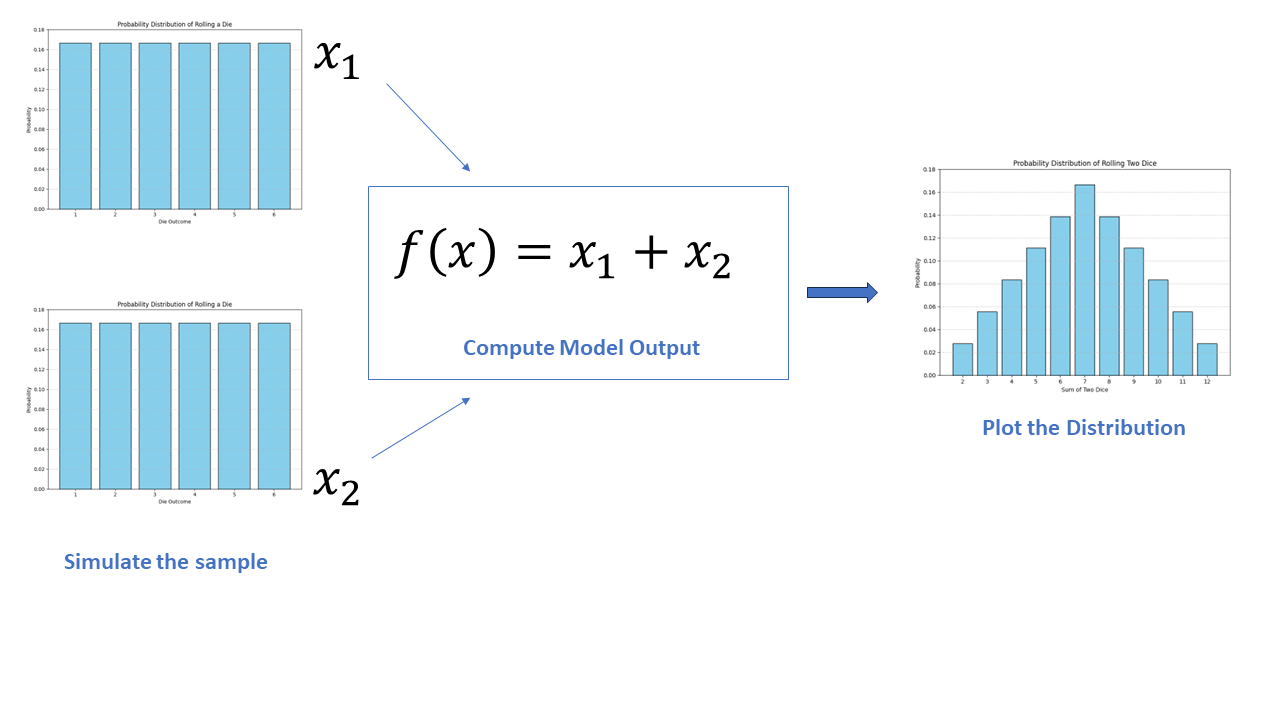 Probability Distribution of Rolling a Die
0.18
0.16
0.14
0.12
0.10
0.08
0.06
0.04
0.02
0.00
Probability
1 2 3 4 5 6
Die Outcome
x₁
Probability Distribution of Rolling a Die
0.18
0.16
0.14
0.12
0.10
0.08
0.06
0.04
0.02
0.00
Probability
1 2 3 4 5 6
Die Outcome
x₂
Simulate the sample
f(x) = x₁ + x₂
Compute Model Output
Probability Distribution of Rolling Two Dice
0.18
0.16
0.14
0.12
0.10
0.08
0.06
0.04
0.02
0.00
Probability
2 3 4 5 6 7 8 9 10 11 12
Sum of Two Dice
Plot the Distribution